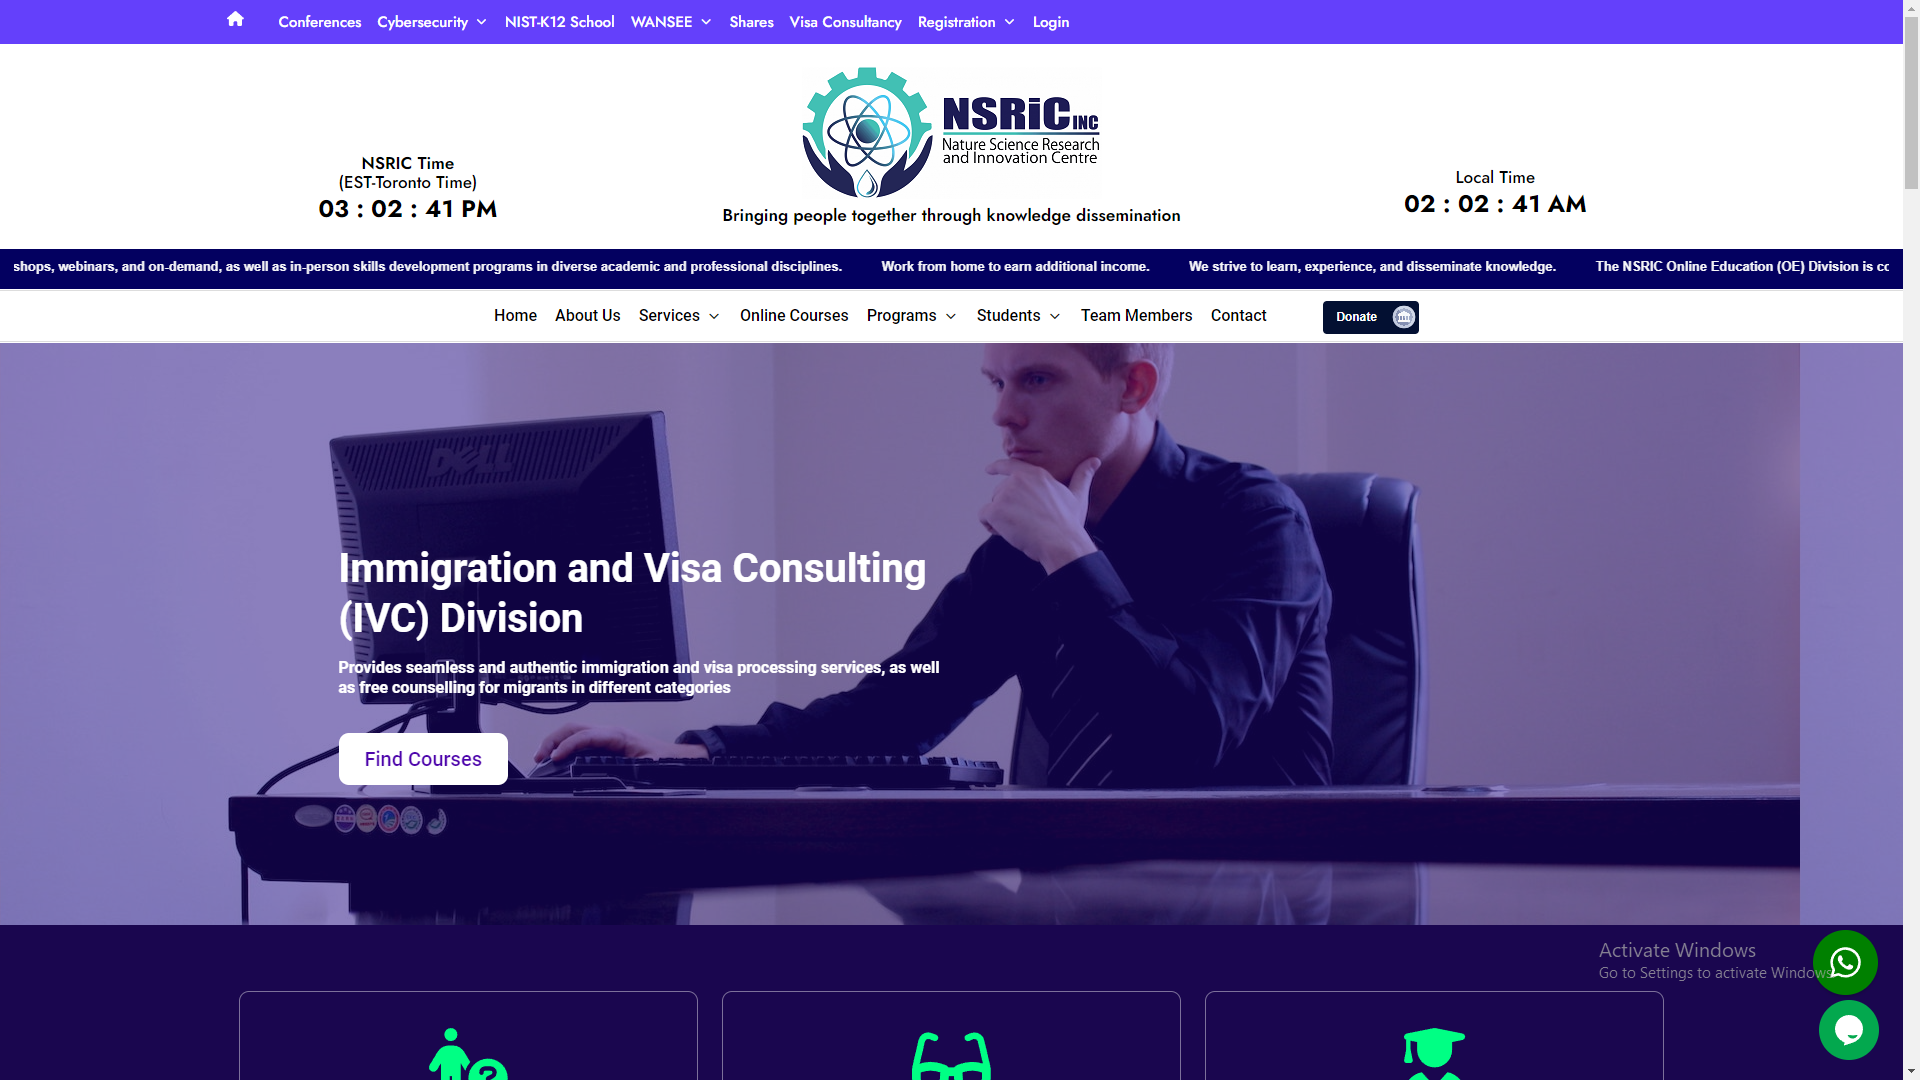 Conferences Cybersecurity NIST-K12 School WANSEE Shares Visa Consultancy Registration Login
NSRiC INC
Nature Science Research
and Innovation Centre
Bringing people together through knowledge dissemination
NSRIC Time
(EST-Toronto Time)
03 : 02 : 41 PM
Local Time
02 : 02 : 41 AM
shops, webinars, and on-demand, as well as in-person skills development programs in diverse academic and professional disciplines. Work from home to earn additional income. We strive to learn, experience, and disseminate knowledge. The NSRIC Online Education (OE) Division is co
Home About Us Services Online Courses Programs Students Team Members Contact Donate
DELL
Immigration and Visa Consulting
(IVC) Division
Provides seamless and authentic immigration and visa processing services, as well
as free counselling for migrants in different categories
Find Courses
Activate Windows
Go to Settings to activate Windows